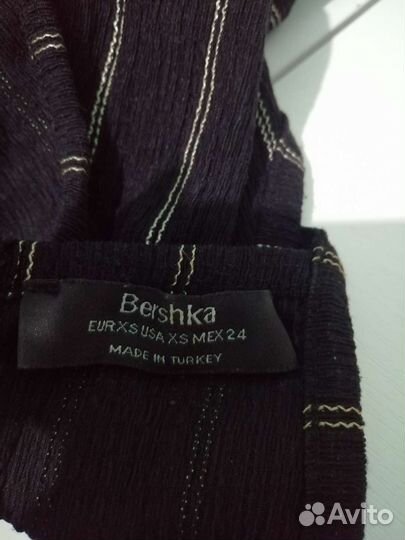 Bershka
EUR XS USA XS MEX 24
MADE IN TURKEY
Avito